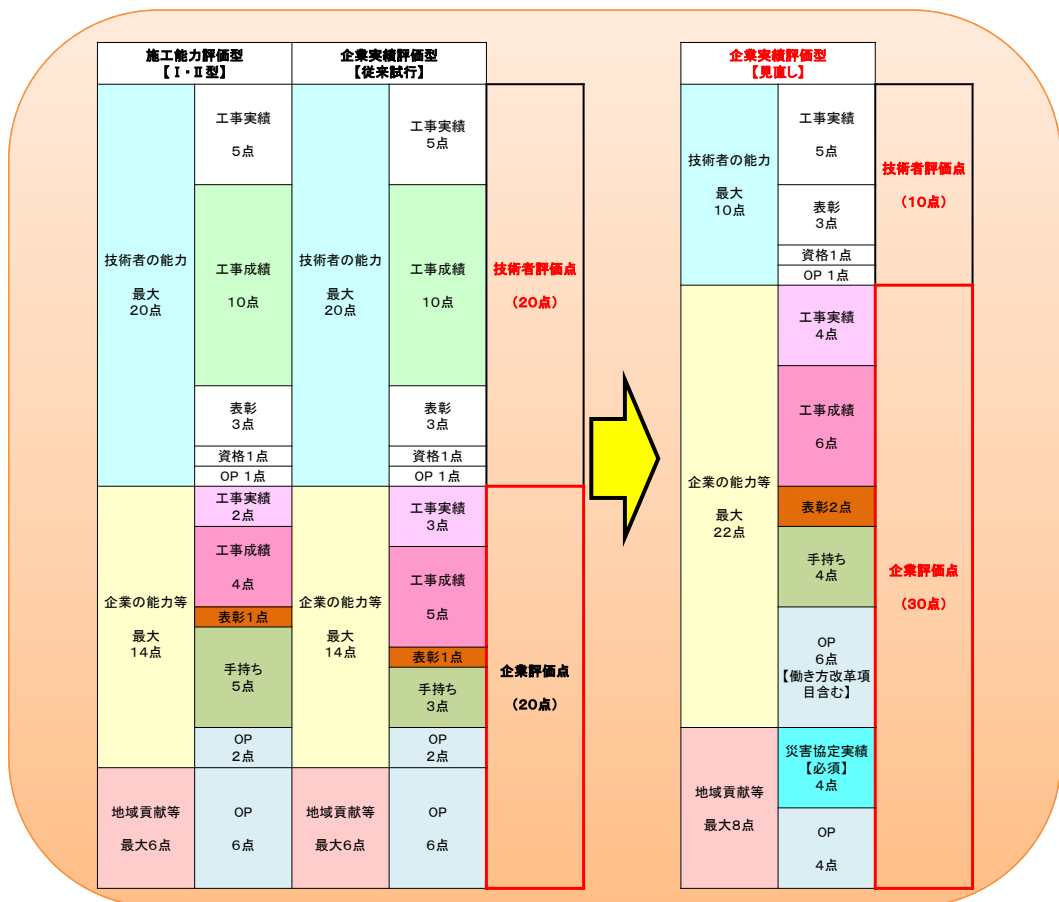 施工能力評価型
【Ⅰ・Ⅱ型】
技術者の能力
最大
20点
工事実績
5点
工事成績
10点
表彰
3点
資格1点
OP 1点
企業の能力等
最大
14点
工事実績
2点
工事成績
4点
表彰1点
手持ち
5点
OP
2点
地域貢献等
最大6点
OP
6点
企業実績評価型
【従来試行】
技術者の能力
最大
20点
工事実績
5点
工事成績
10点
表彰
3点
資格1点
OP 1点
企業の能力等
最大
14点
工事実績
3点
工事成績
5点
表彰1点
手持ち
3点
OP
2点
地域貢献等
最大6点
OP
6点
技術者評価点
(20点)
企業評価点
(20点)
企業実績評価型
【見直し】
技術者の能力
最大
10点
工事実績
5点
表彰
3点
資格1点
OP 1点
企業の能力等
最大
22点
工事実績
4点
工事成績
6点
表彰2点
手持ち
4点
OP
6点
【働き方改革項
目含む】
地域貢献等
最大8点
災害協定実績
【必須】
4点
OP
4点
技術者評価点
(10点)
企業評価点
(30点)